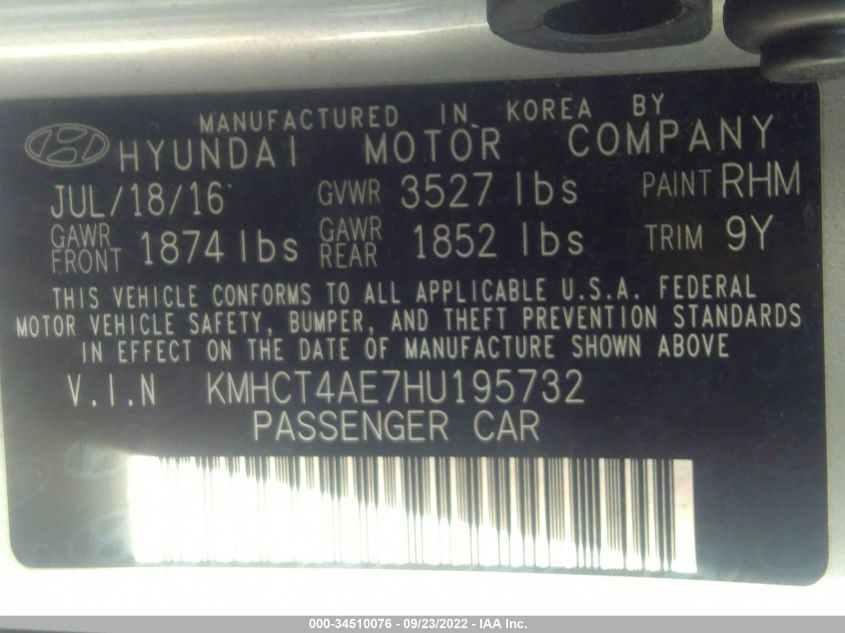 MANUFACTURED IN KOREA BY
HYUNDAI MOTOR COMPANY
JUL/18/16 GVWR 3527 lbs PAINT RHM
GAWR FRONT 1874 lbs GAWR REAR 1852 lbs TRIM 9Y
THIS VEHICLE CONFORMS TO ALL APPLICABLE U.S.A. FEDERAL
MOTOR VEHICLE SAFETY, BUMPER, AND THEFT PREVENTION STANDARDS
IN EFFECT ON THE DATE OF MANUFACTURE SHOWN ABOVE
V.I.N KMHCT4AE7HU195732
PASSENGER CAR
000-34510076 - 09/23/2022 - IAA Inc.